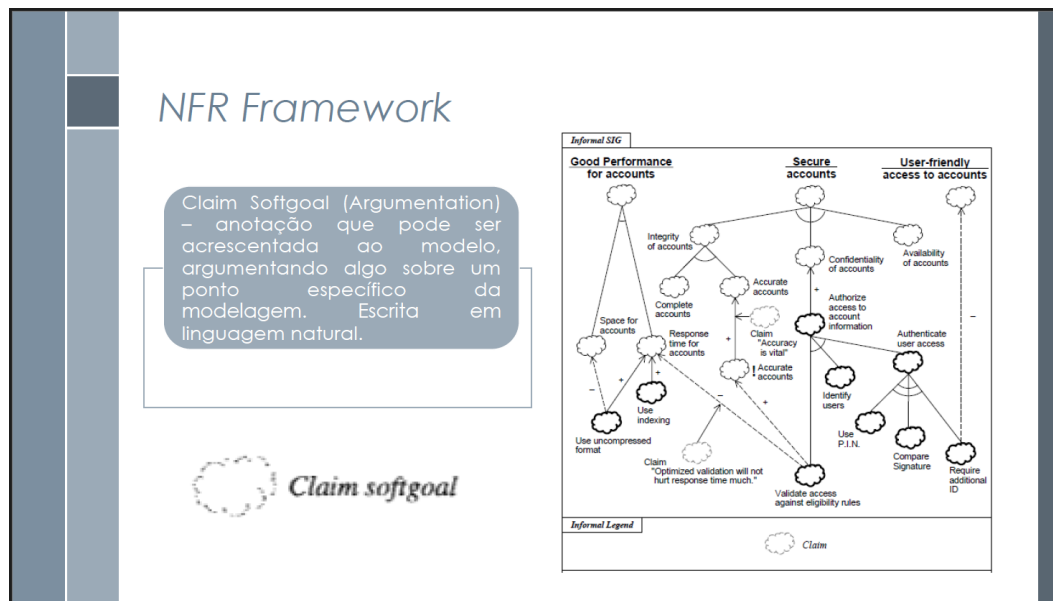 NFR Framework
Claim Softgoal (Argumentation)
– anotação que pode ser
acrescentada ao modelo,
argumentando algo sobre um
ponto específico da
modelagem. Escrita em
linguagem natural.
Claim softgoal
Informal SIG
Good Performance
for accounts
Secure
accounts
User-friendly
access to accounts
Integrity
of accounts
Confidentiality
of accounts
Availability
of accounts
Complete
accounts
Accurate
accounts
+
Authorize
access to
account
information
Space for
accounts
Response
time for
accounts
Claim
"Accuracy
is vital"
+
Authenticate
user access
–
! Accurate
accounts
–
+
+
Use
indexing
–
+
Identify
users
Use uncompressed
format
Use
P.I.N.
Compare
Signature
Require
additional
ID
Claim
"Optimized validation will not
hurt response time much."
Validate access
against eligibility rules
Informal Legend
Claim